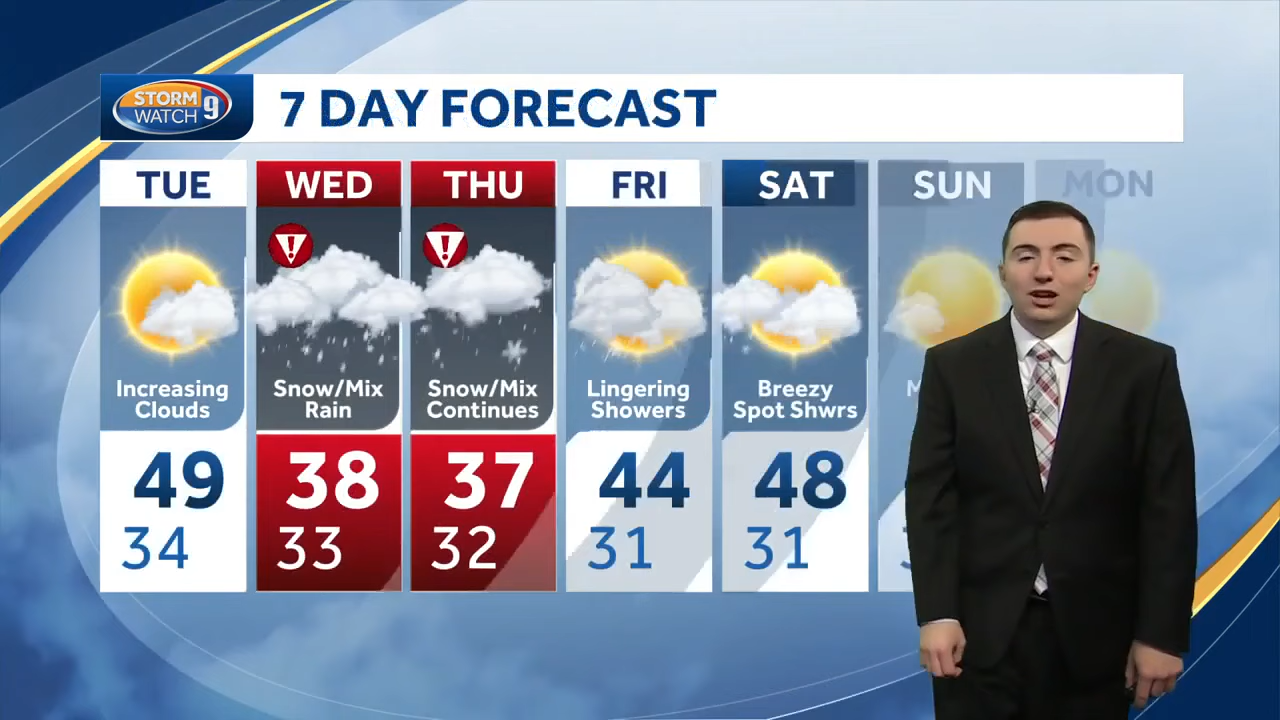 STORM
WATCH 9
7 DAY FORECAST
TUE
WED
THU
FRI
SAT
SUN
MON
Increasing
Clouds
Snow/Mix
Rain
Snow/Mix
Continues
Lingering
Showers
Breezy
Spot Shwrs
49
38
37
44
48
34
33
32
31
31